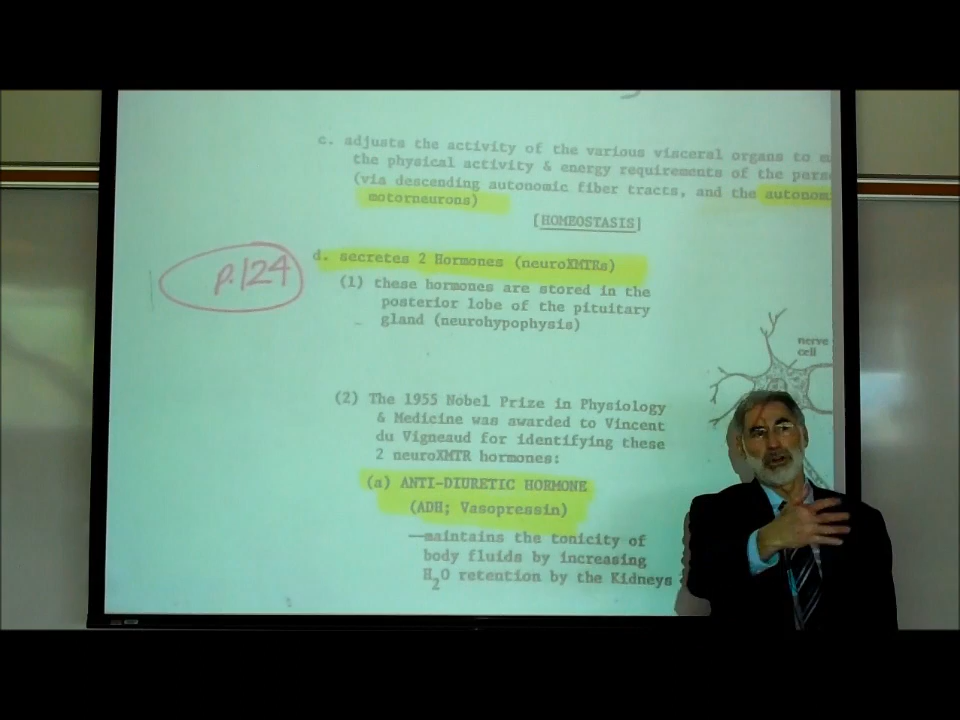 c. adjusts the activity of the various visceral organs to
the physical activity & energy requirements of the
(via descending autonomic fiber tracts, and the autonom
motorneurons)
[HOMEOSTASIS]
p.124
d. secretes 2 Hormones (neuroXMTRs)
(1) these hormones are stored in the
posterior lobe of the pituitary
gland (neurohypophysis)
nerve
cell
(2) The 1955 Nobel Prize in Physiology
& Medicine was awarded to Vincent
du Vigneaud for identifying these
2 neuroXMTR hormones:
(a) ANTI-DIURETIC HORMONE
(ADH; Vasopressin)
—maintains the tonicity of
body fluids by increasing
H2O retention by the Kidneys